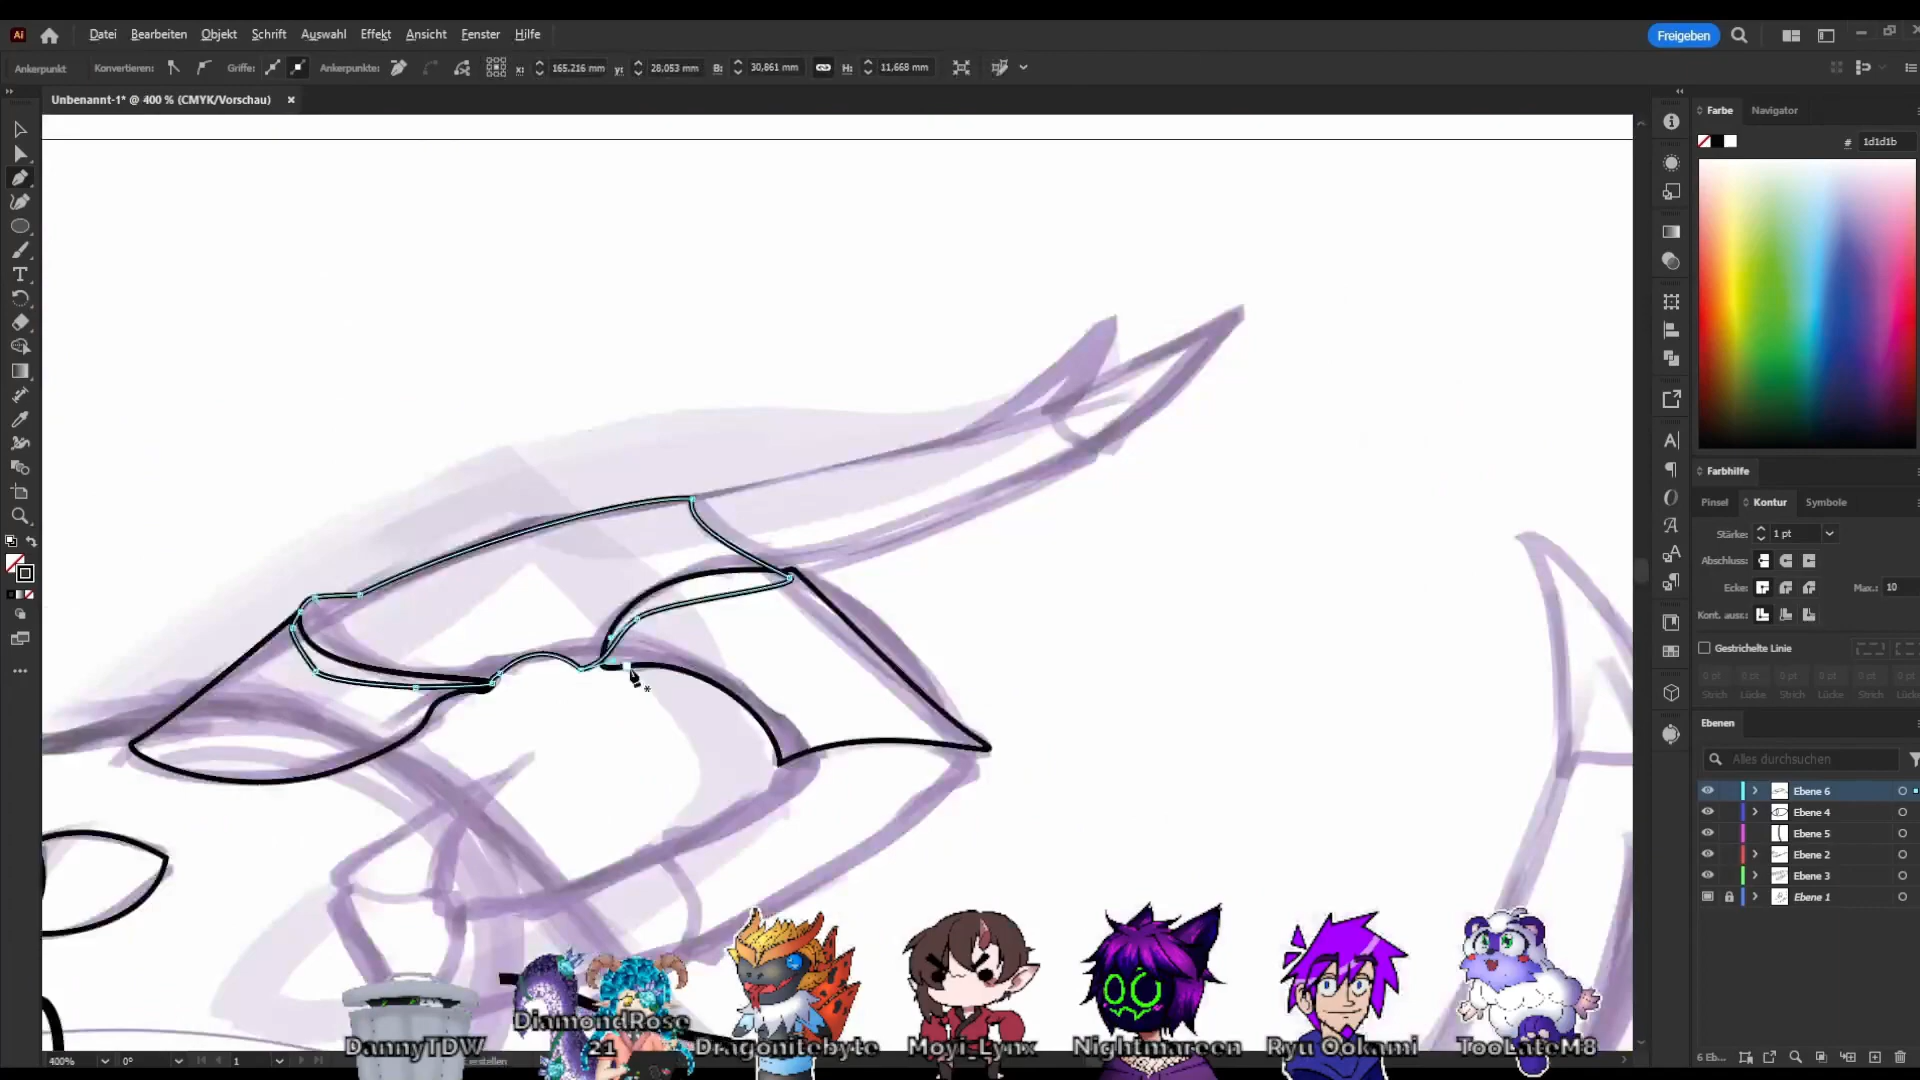 Ai Datei Bearbeiten Objekt Schrift Auswahl Effekt Ansicht Fenster Hilfe Freigeben
Ankerpunkt Konvertieren: Griffe: Ankerpunkte: x: 165.216 mm y: 28,053 mm B: 30,861 mm H: 11,668 mm
Unbenannt-1* @ 400 % (CMYK/Vorschau)
Farbe Navigator
# 1d1d1b
Farbhilfe
Pinsel Kontur Symbole
Stärke: 1 pt
Abschluss:
Ecke: Max.: 10
Kont. ausr.:
Gestrichelte Linie
0 pt 0 pt 0 pt 0 pt 0 pt
Strich Lücke Strich Lücke Strich
Ebenen
Alles durchsuchen
Ebene 6
Ebene 4
Ebene 5
Ebene 2
Ebene 3
Ebene 1
DannyTDW
DiamondRose
21
Dragonitebyte
Moyi_Lynx
Nightmareen
Ryu Ookami
TooLateM8
400% 0° 1
6 Eb...